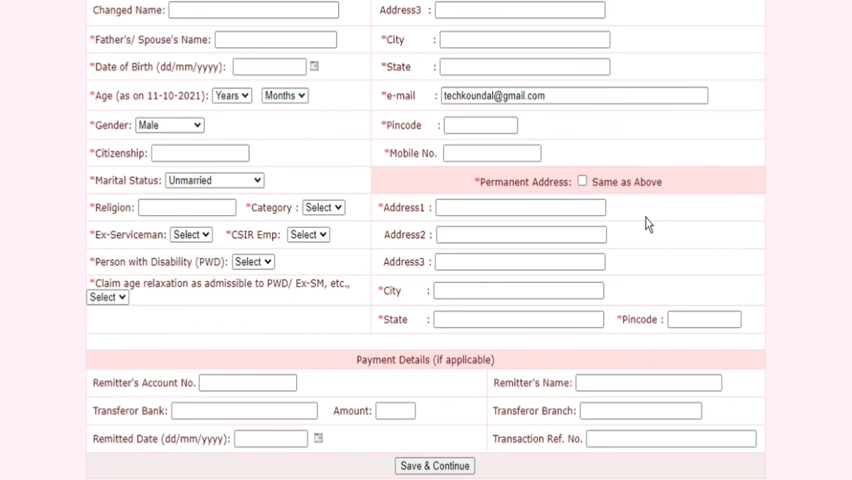 Changed Name: Address3 :
*Father's/ Spouse's Name: *City :
*Date of Birth (dd/mm/yyyy): *State :
*Age (as on 11-10-2021): Years Months *e-mail : techkoundal@gmail.com
*Gender: Male *Pincode :
*Citizenship: *Mobile No.
*Marital Status: Unmarried *Permanent Address: Same as Above
*Religion: *Category : Select *Address1 :
*Ex-Serviceman: Select *CSIR Emp: Select Address2 :
*Person with Disability (PWD): Select Address3 :
*Claim age relaxation as admissible to PWD/ Ex-SM, etc.,
Select *City :
*State : *Pincode :
Payment Details (if applicable)
Remitter's Account No. Remitter's Name:
Transferor Bank: Amount: Transferor Branch:
Remitted Date (dd/mm/yyyy): Transaction Ref. No.
Save & Continue